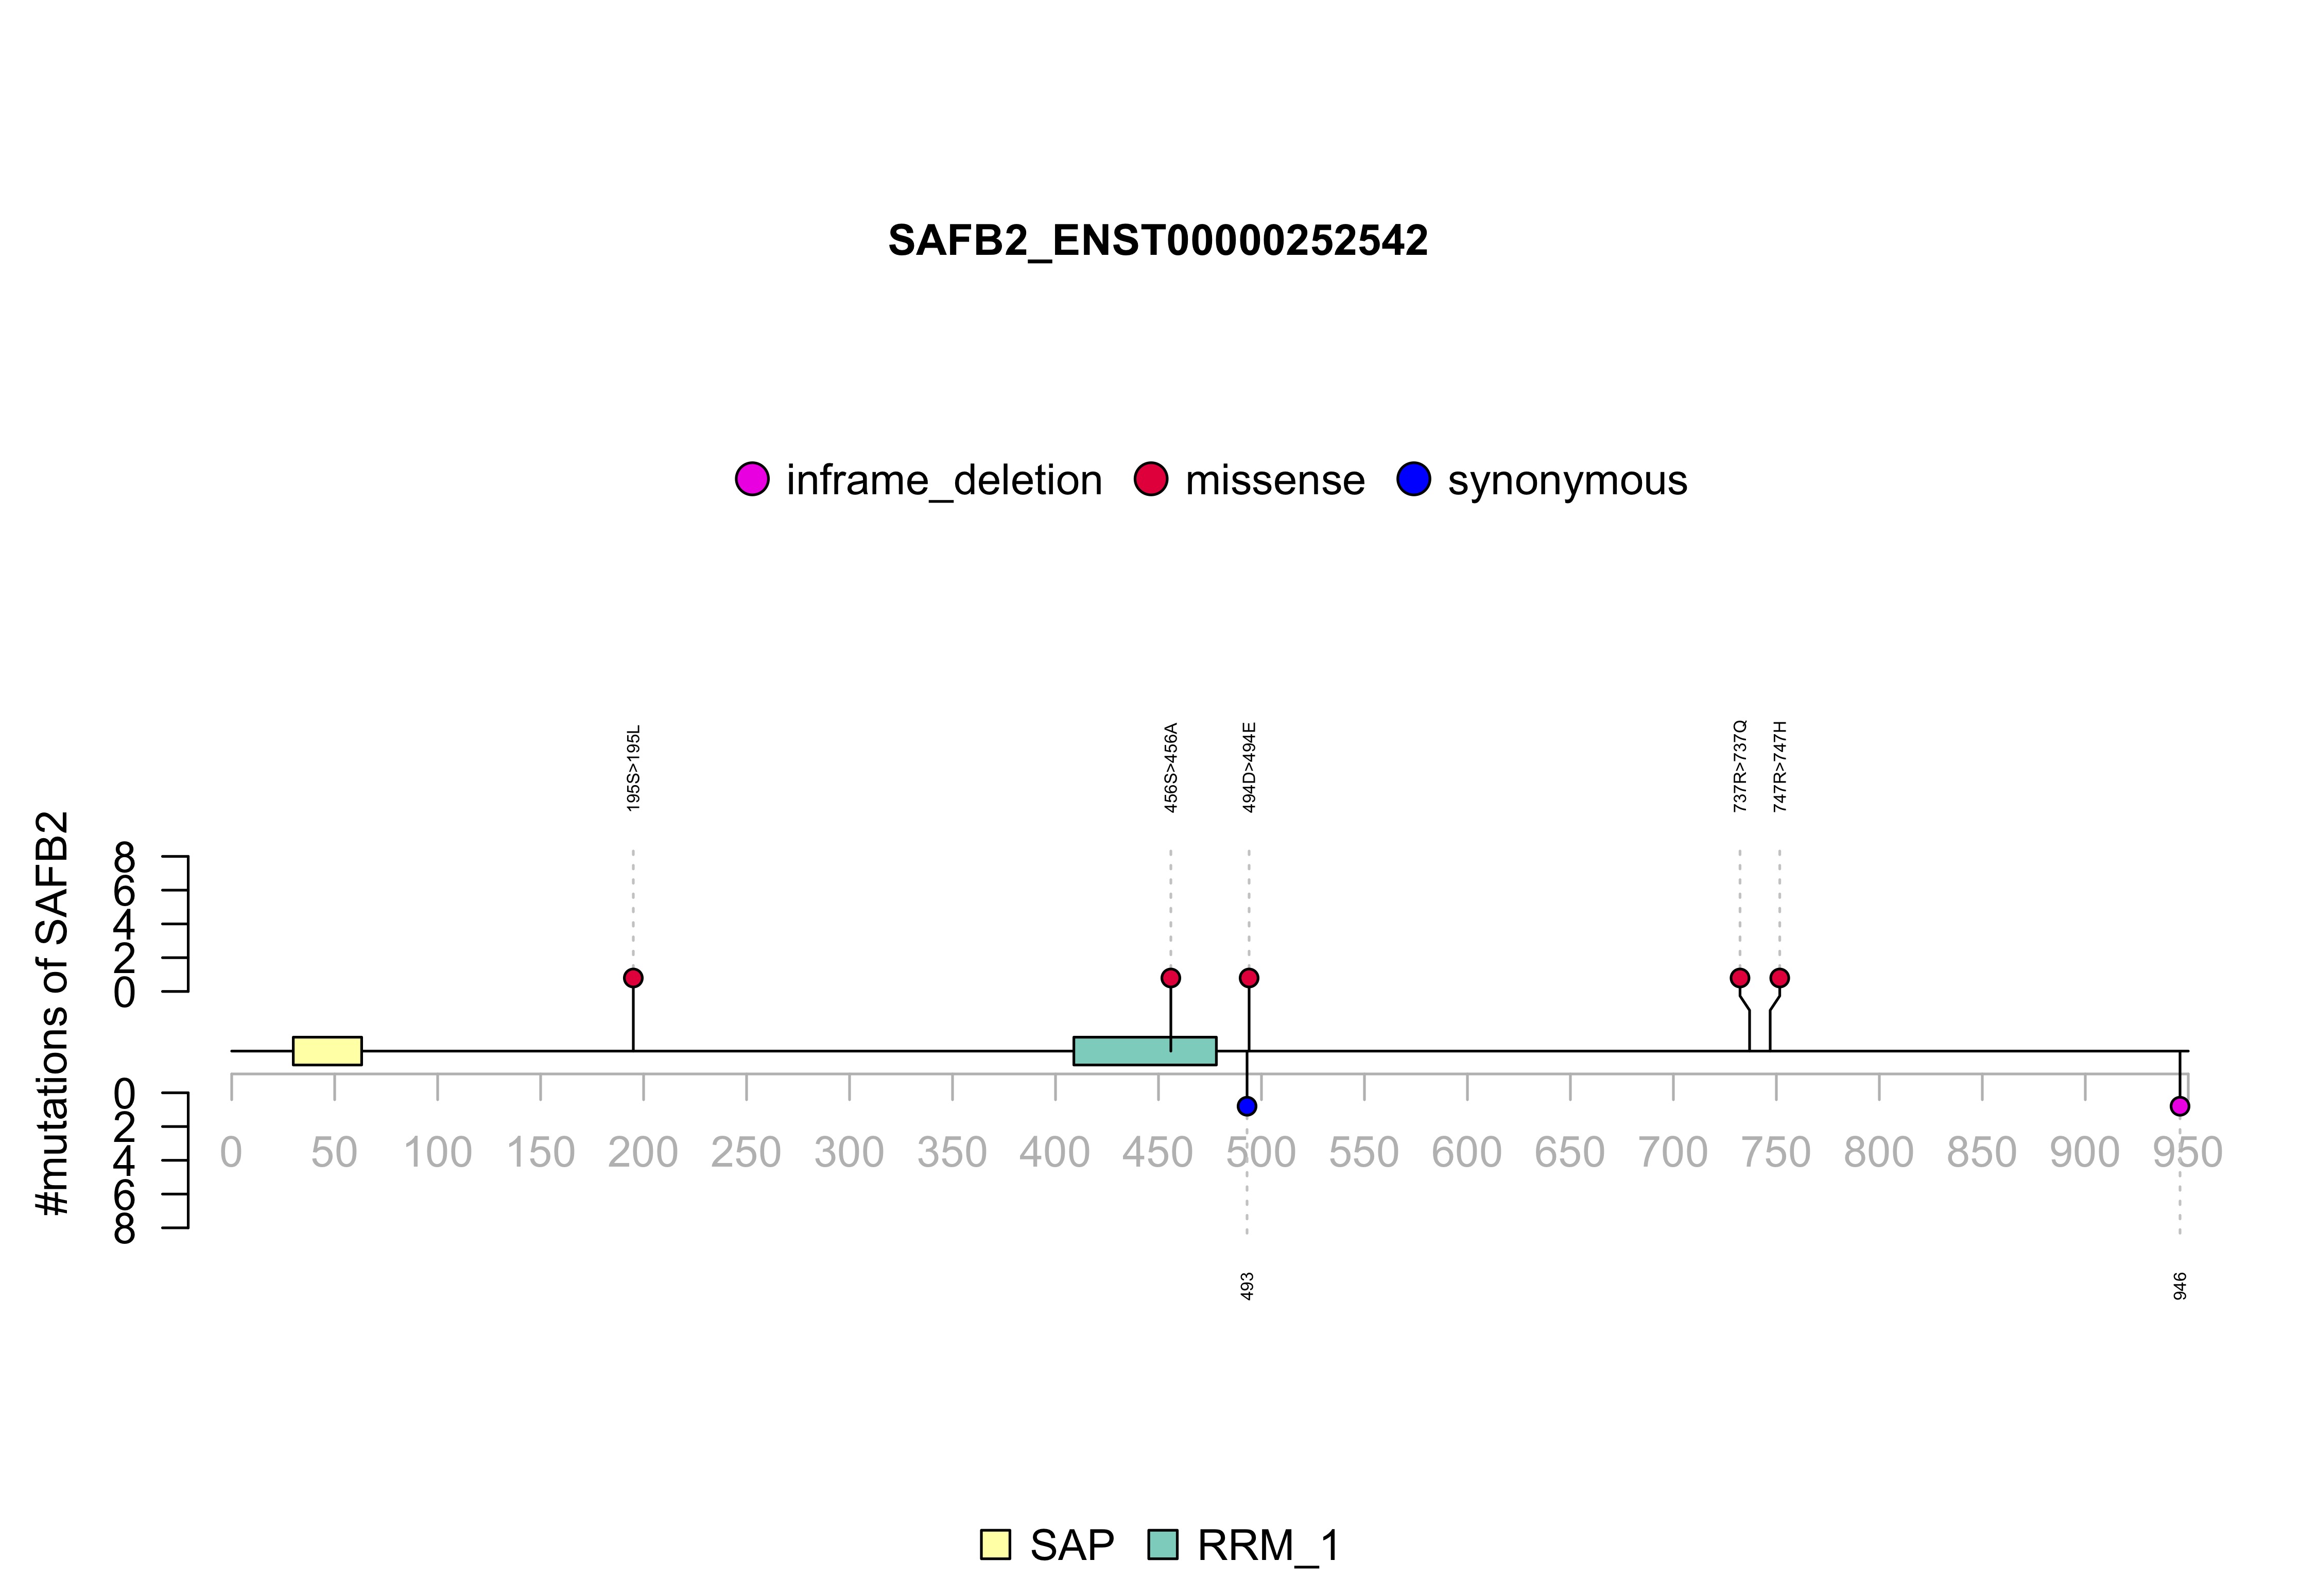 SAFB2_ENST00000252542
inframe_deletion missense synonymous
195S>195L 456S>456A 494D>494E 737R>737Q 747R>747H
#mutations of SAFB2
8
6
4
2
0
0
2
4
6
8
0 50 100 150 200 250 300 350 400 450 500 550 600 650 700 750 800 850 900 950
493 946
SAP RRM_1